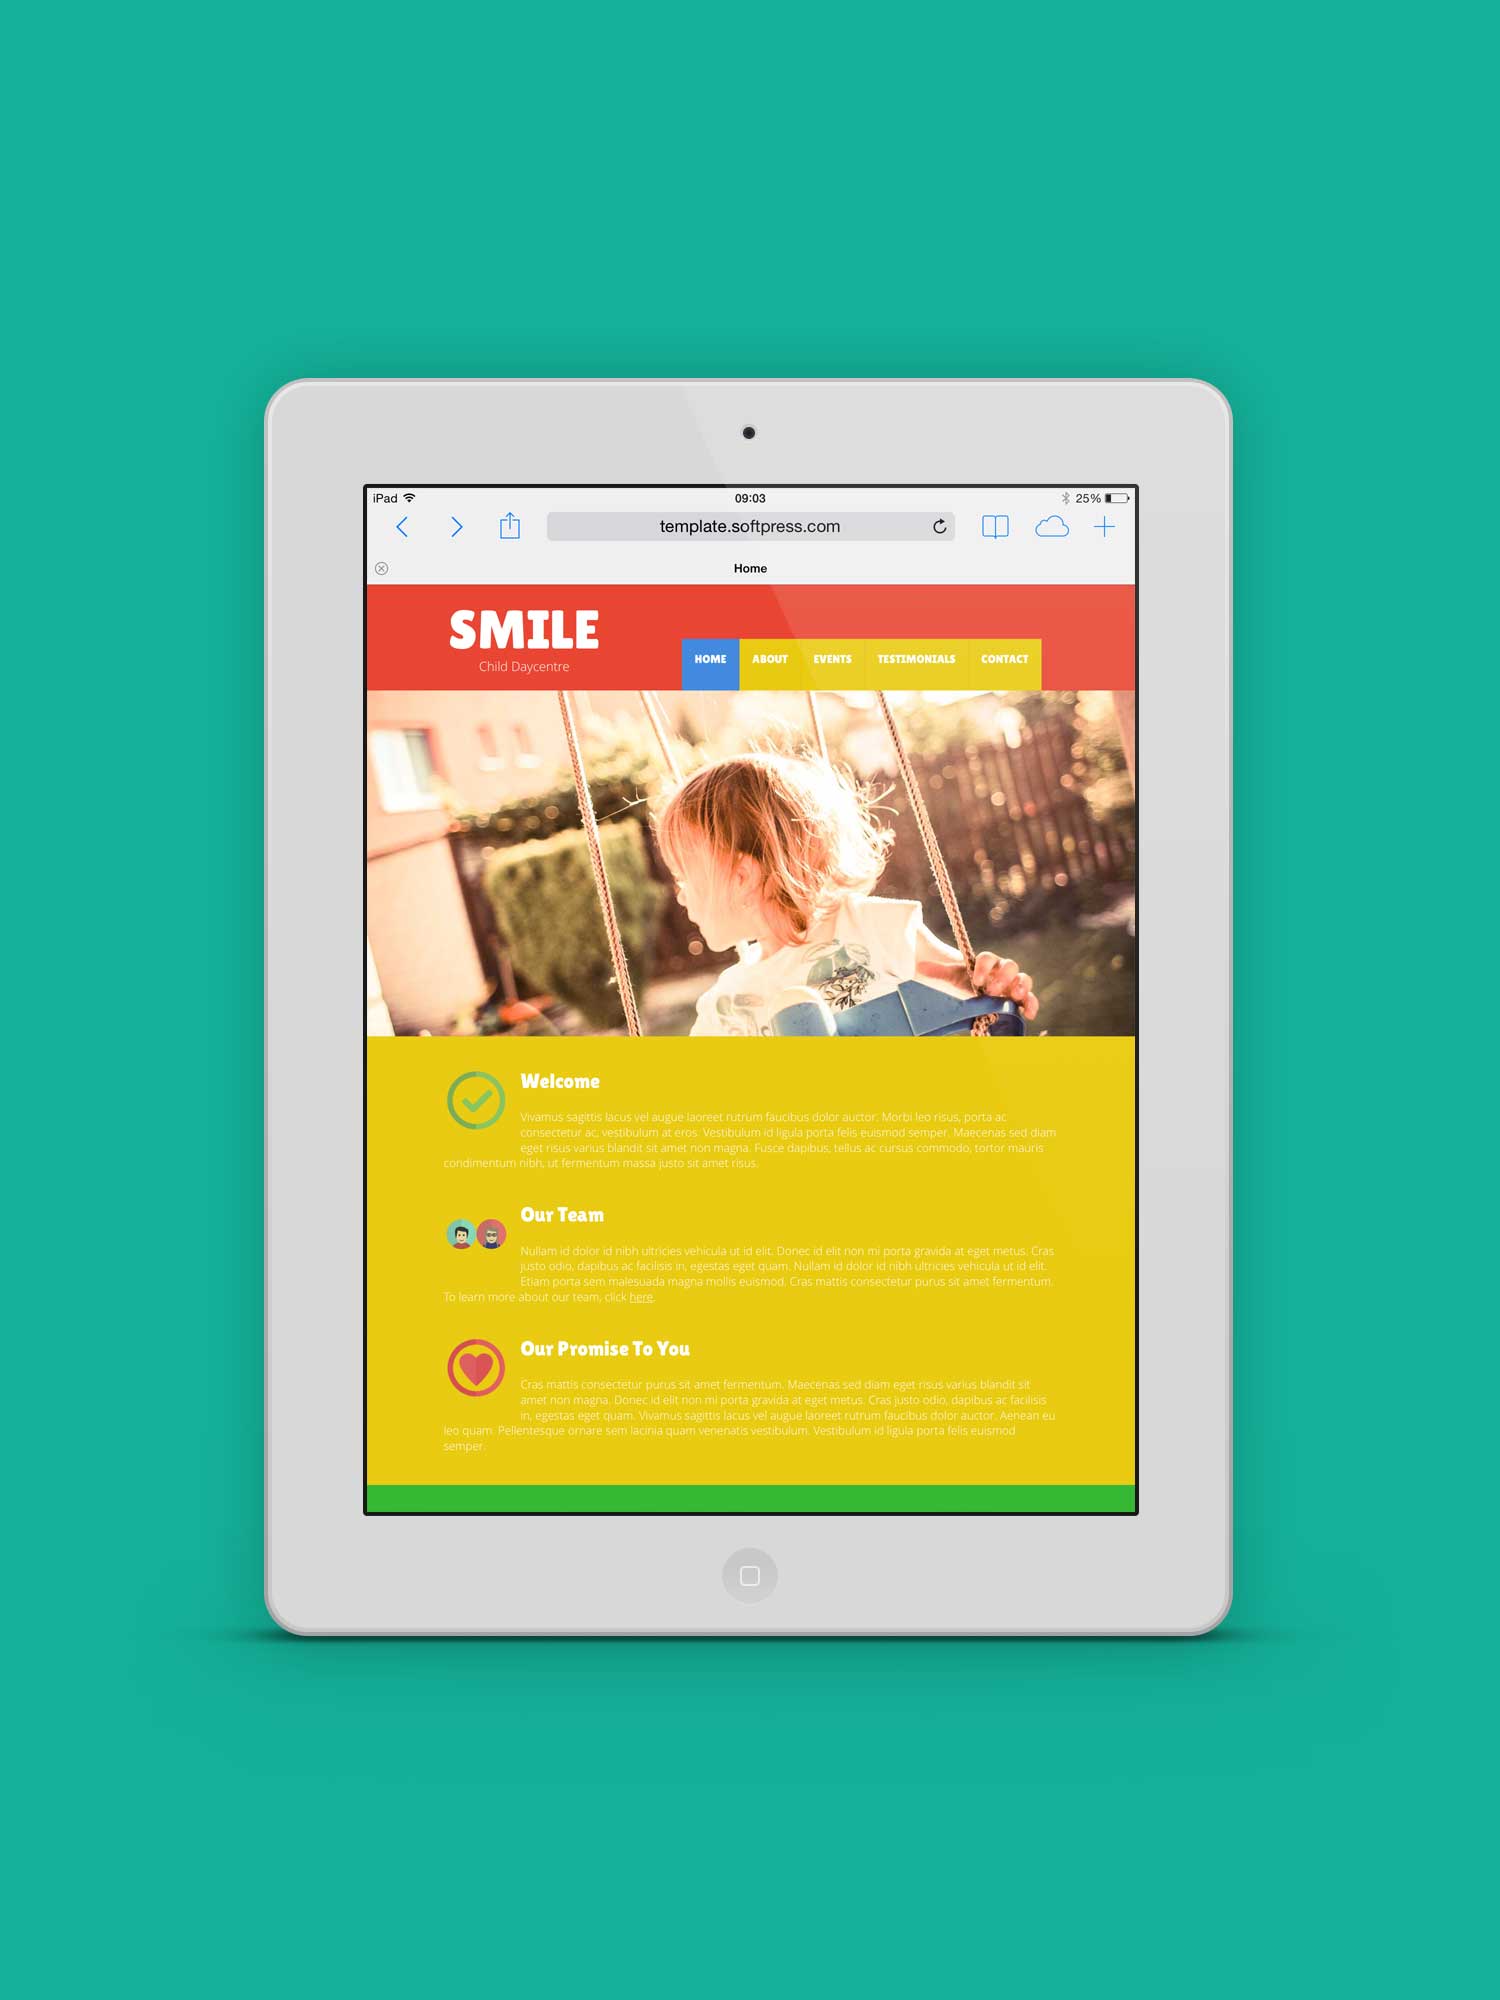 iPad 09:03 25%
template.softpress.com
Home
SMILE
Child Daycentre
HOME ABOUT EVENTS TESTIMONIALS CONTACT
Welcome
Vivamus sagittis lacus vel augue laoreet rutrum faucibus dolor auctor. Morbi leo risus, porta ac
consectetur ac, vestibulum at eros. Vestibulum id ligula porta felis euismod semper. Maecenas sed diam
eget risus varius blandit sit amet non magna. Fusce dapibus, tellus ac cursus commodo, tortor mauris
condimentum nibh, ut fermentum massa justo sit amet risus.
Our Team
Nullam id dolor id nibh ultricies vehicula ut id elit. Donec id elit non mi porta gravida at eget metus. Cras
justo odio, dapibus ac facilisis in, egestas eget quam. Nullam id dolor id nibh ultricies vehicula ut id elit.
Etiam porta sem malesuada magna mollis euismod. Cras mattis consectetur purus sit amet fermentum.
To learn more about our team, click here.
Our Promise To You
Cras mattis consectetur purus sit amet fermentum. Maecenas sed diam eget risus varius blandit sit
amet non magna. Donec id elit non mi porta gravida at eget metus. Cras justo odio, dapibus ac facilisis
in, egestas eget quam. Vivamus sagittis lacus vel augue laoreet rutrum faucibus dolor auctor. Aenean eu
leo quam. Pellentesque ornare sem lacinia quam venenatis vestibulum. Vestibulum id ligula porta felis euismod
semper.